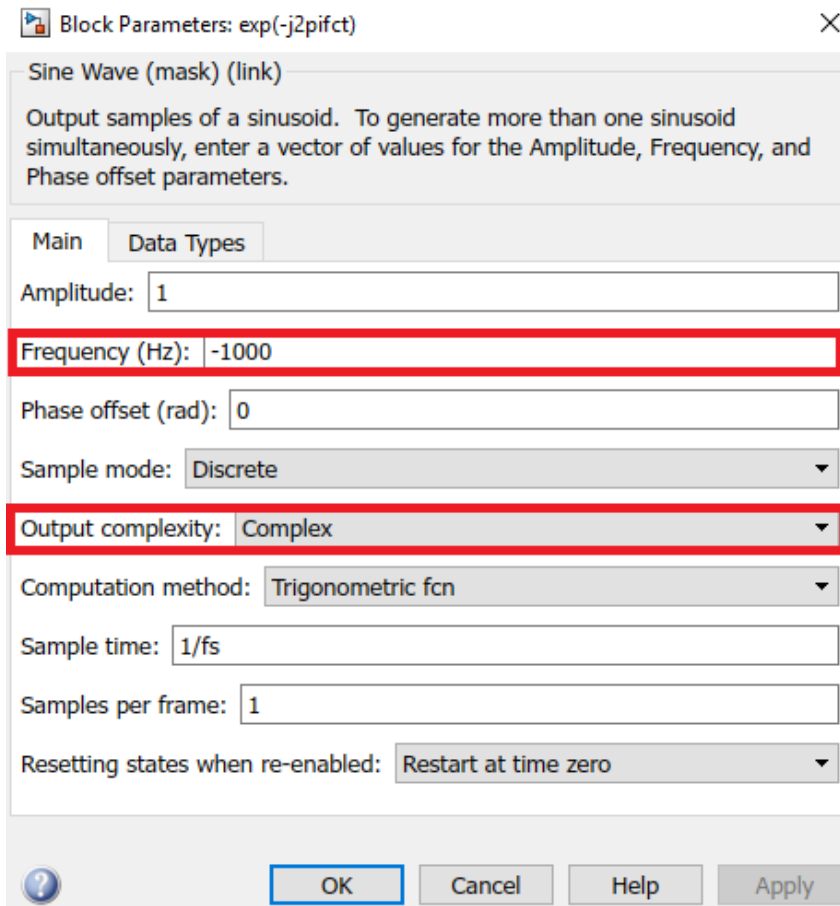 Block Parameters: exp(-j2pifct)
Sine Wave (mask) (link)
Output samples of a sinusoid. To generate more than one sinusoid
simultaneously, enter a vector of values for the Amplitude, Frequency, and
Phase offset parameters.
Main Data Types
Amplitude: 1
Frequency (Hz): -1000
Phase offset (rad): 0
Sample mode: Discrete
Output complexity: Complex
Computation method: Trigonometric fcn
Sample time: 1/fs
Samples per frame: 1
Resetting states when re-enabled: Restart at time zero
? OK Cancel Help Apply